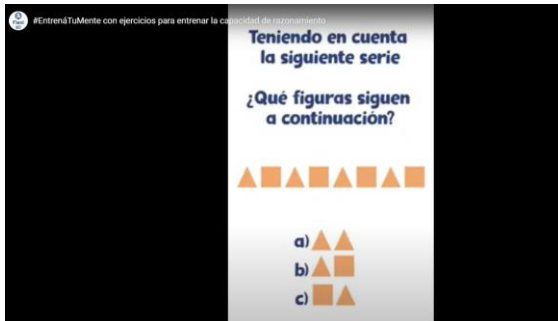 #EntrenáTuMente con ejercicios para entrenar la capacidad de razonamiento
Teniendo en cuenta
la siguiente serie
¿Qué figuras siguen
a continuación?
a)
b)
c)